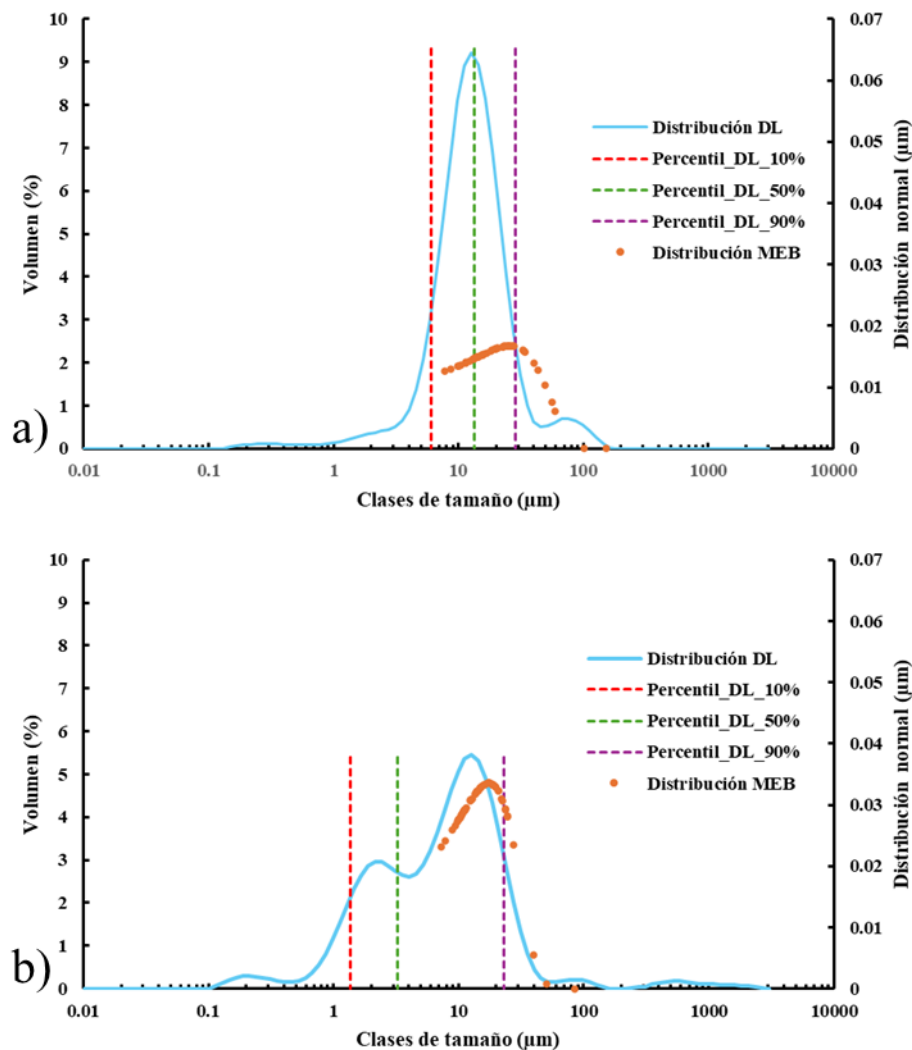 10
9
8
7
6
5
4
3
2
1
0
Volumen (%)
0.07
0.06
0.05
0.04
0.03
0.02
0.01
0
Distribución normal (µm)
Distribución DL
Percentil_DL_10%
Percentil_DL_50%
Percentil_DL_90%
Distribución MEB
a)
0.01 0.1 1 10 100 1000 10000
Clases de tamaño (µm)
10
9
8
7
6
5
4
3
2
1
0
Volumen (%)
0.07
0.06
0.05
0.04
0.03
0.02
0.01
0
Distribución normal (µm)
Distribución DL
Percentil_DL_10%
Percentil_DL_50%
Percentil_DL_90%
Distribución MEB
b)
0.01 0.1 1 10 100 1000 10000
Clases de tamaño (µm)